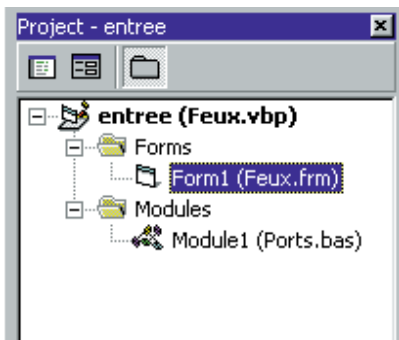 Project - entree
entree (Feux.vbp)
Forms
Form1 (Feux.frm)
Modules
Module1 (Ports.bas)